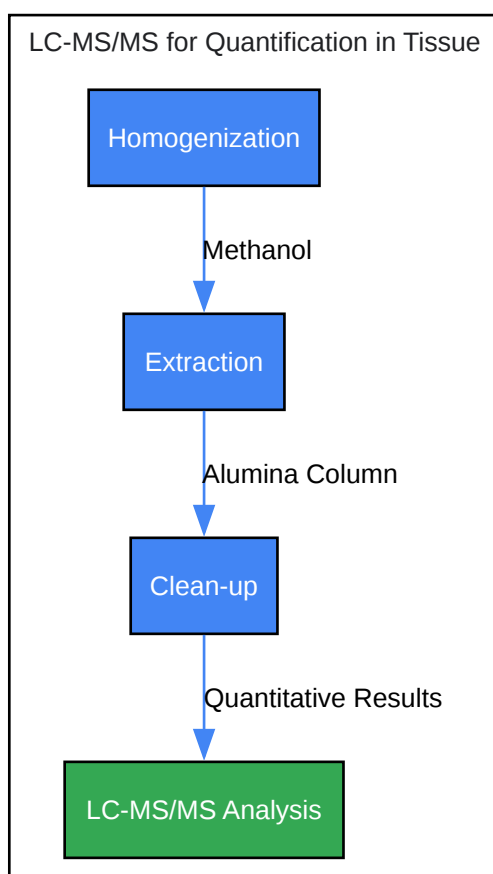 LC-MS/MS for Quantification in Tissue
Homogenization
Methanol
Extraction
Alumina Column
Clean-up
Quantitative Results
LC-MS/MS Analysis